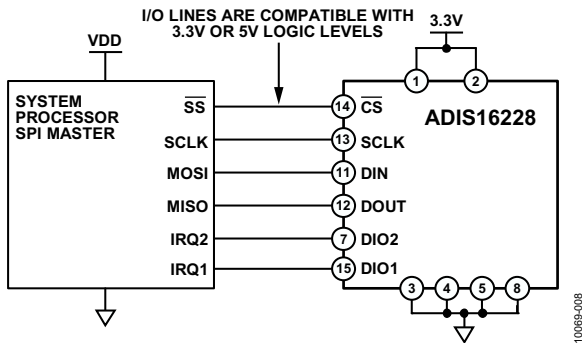 I/O LINES ARE COMPATIBLE WITH
3.3V OR 5V LOGIC LEVELS
VDD
3.3V
1
2
SYSTEM
PROCESSOR
SPI MASTER
ADIS16228
SS
14
CS
SCLK
13
SCLK
MOSI
11
DIN
MISO
12
DOUT
IRQ2
7
DIO2
IRQ1
15
DIO1
3
4
5
8
10069-008